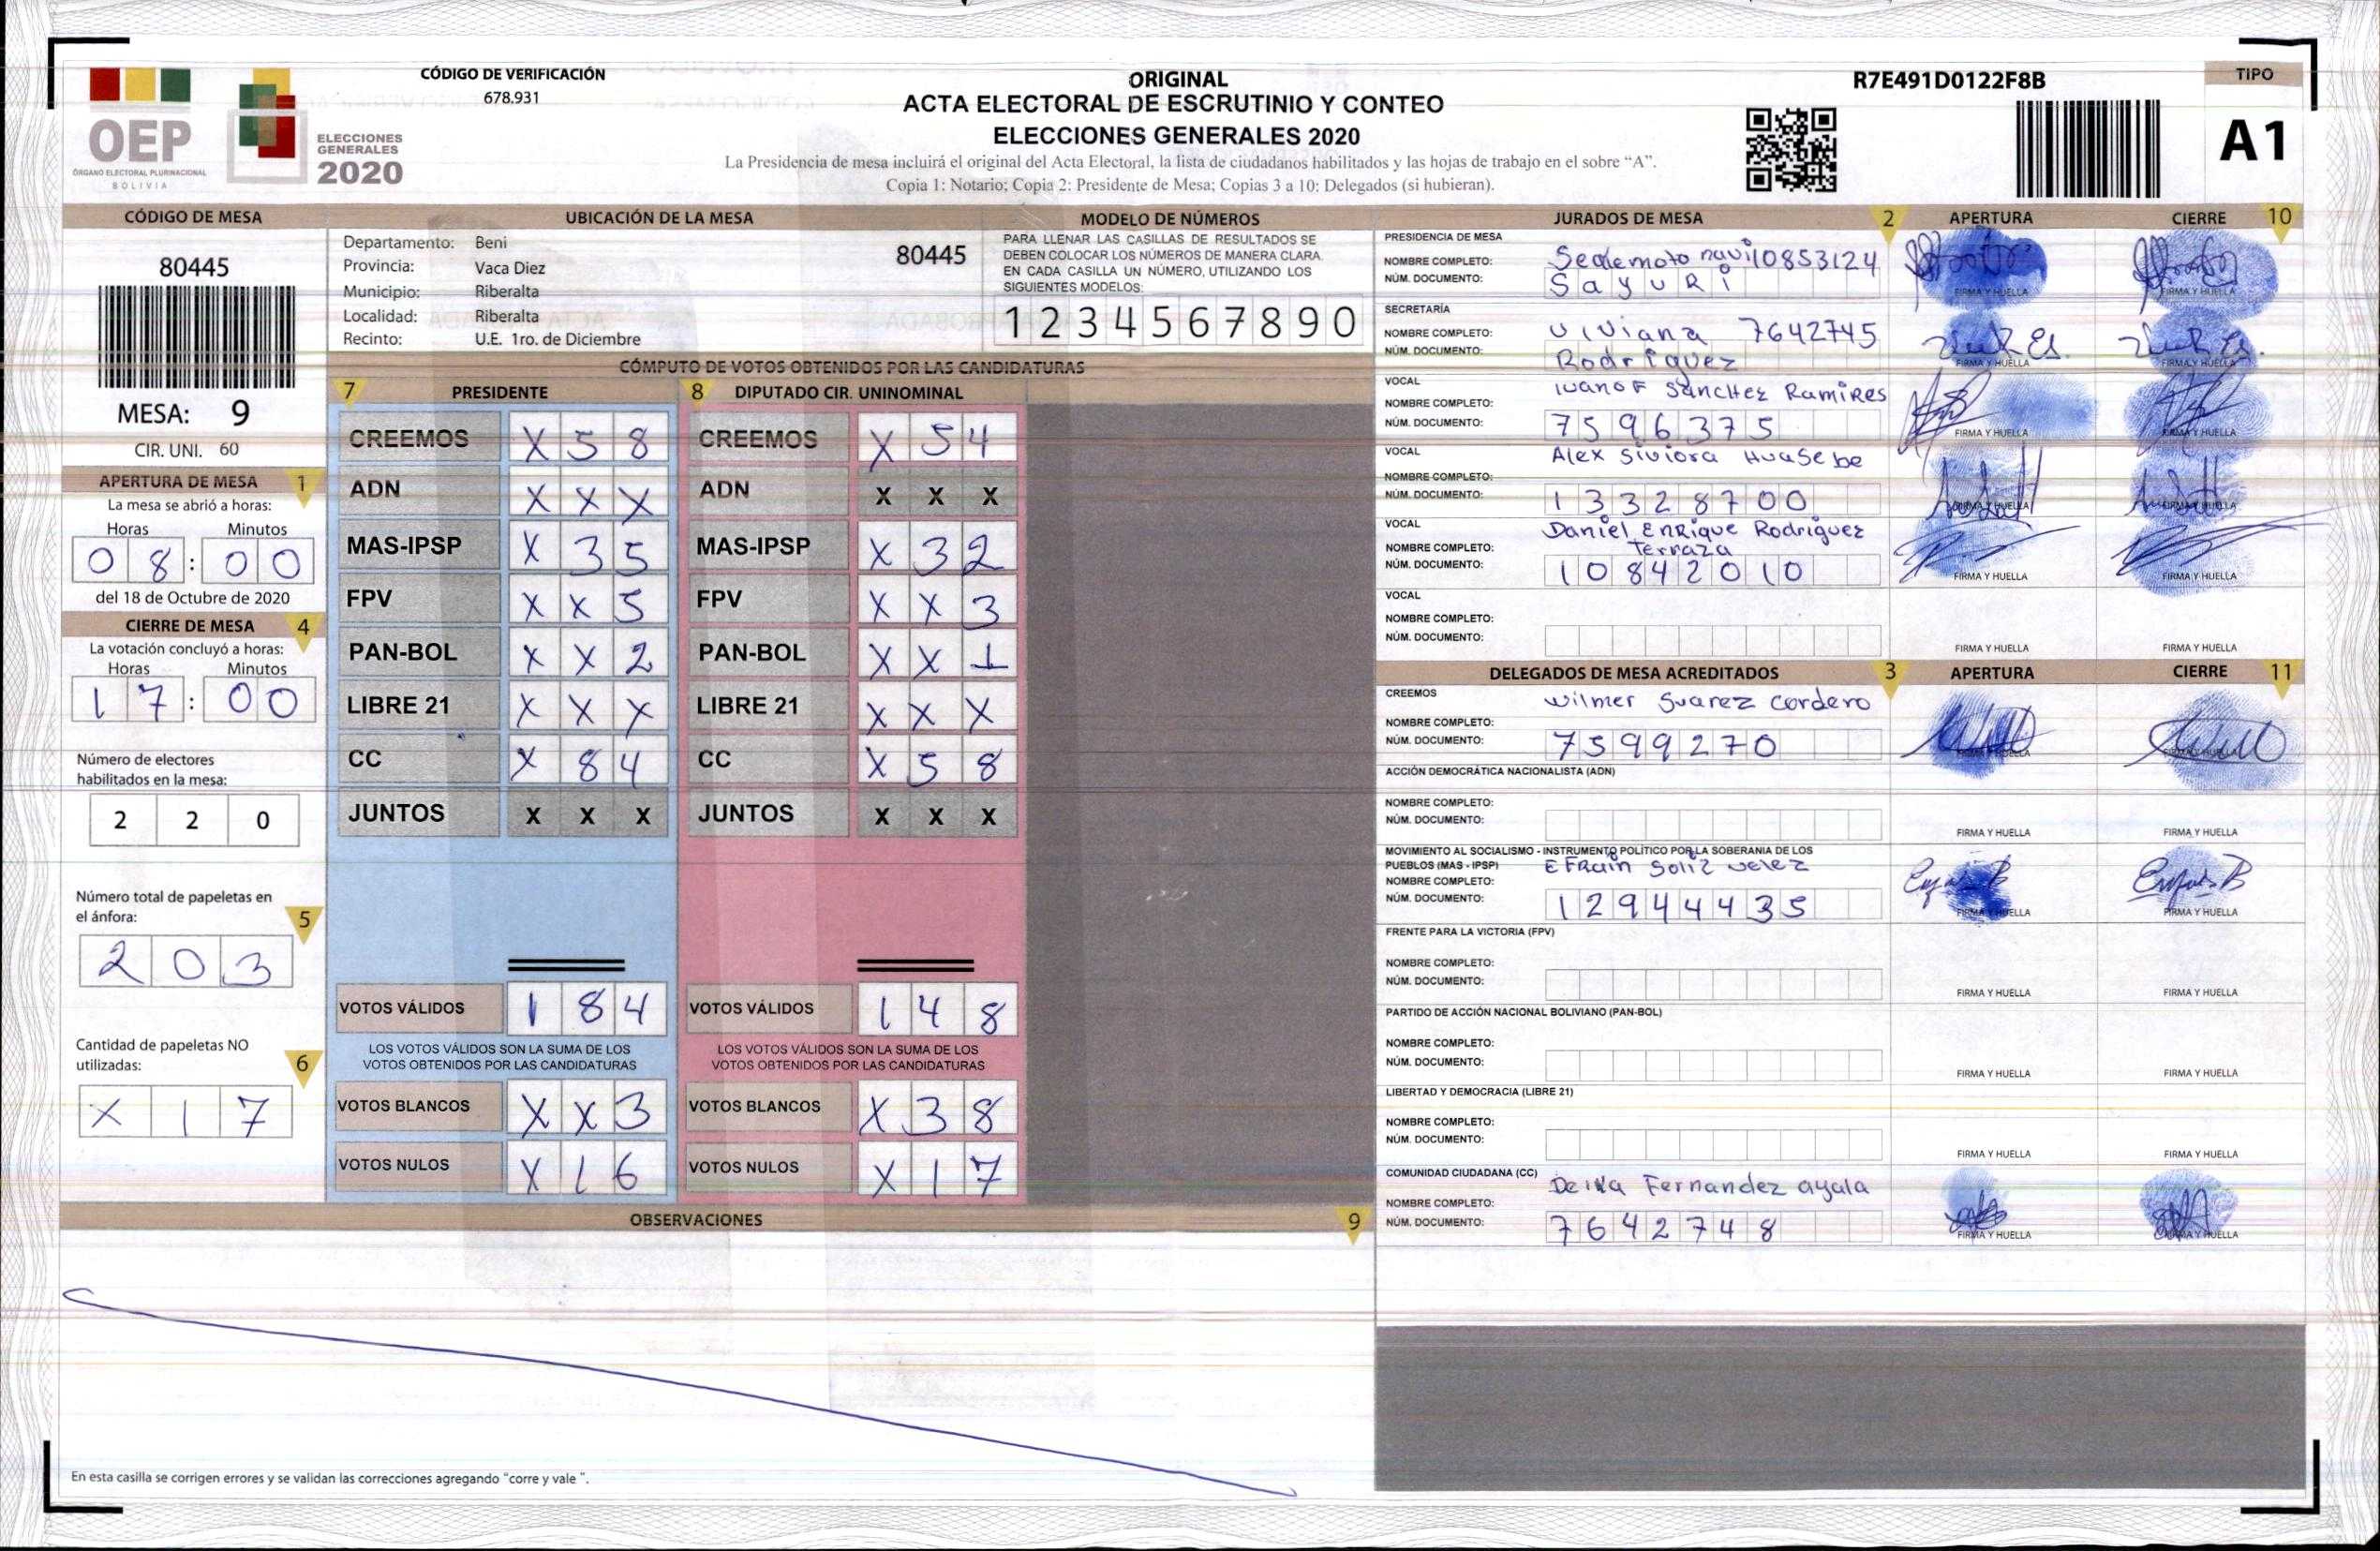 OEP
ÓRGANO ELECTORAL PLURINACIONAL
BOLIVIA
ELECCIONES
GENERALES
2020
CÓDIGO DE VERIFICACIÓN
678.931
ORIGINAL
ACTA ELECTORAL DE ESCRUTINIO Y CONTEO
ELECCIONES GENERALES 2020
La Presidencia de mesa incluirá el original del Acta Electoral, la lista de ciudadanos habilitados y las hojas de trabajo en el sobre “A”.
Copia 1: Notario; Copia 2: Presidente de Mesa; Copias 3 a 10: Delegados (si hubieran).
R7E491D0122F8B
TIPO
A1
CÓDIGO DE MESA
80445
MESA: 9
CIR. UNI. 60
UBICACIÓN DE LA MESA
Departamento: Beni
Provincia: Vaca Diez
Municipio: Riberalta
Localidad: Riberalta
Recinto: U.E. 1ro. de Diciembre
80445
MODELO DE NÚMEROS
PARA LLENAR LAS CASILLAS DE RESULTADOS SE
DEBEN COLOCAR LOS NÚMEROS DE MANERA CLARA.
EN CADA CASILLA UN NÚMERO, UTILIZANDO LOS
SIGUIENTES MODELOS:
1 2 3 4 5 6 7 8 9 0
APERTURA DE MESA 1
La mesa se abrió a horas:
Horas Minutos
0 8 : 0 0
del 18 de Octubre de 2020
CIERRE DE MESA 4
La votación concluyó a horas:
Horas Minutos
1 7 : 0 0
Número de electores
habilitados en la mesa:
2 2 0
Número total de papeletas en
el ánfora: 5
2 0 3
Cantidad de papeletas NO
utilizadas: 6
X 1 7
CÓMPUTO DE VOTOS OBTENIDOS POR LAS CANDIDATURAS
7 PRESIDENTE
CREEMOS X 5 8
ADN X X X
MAS-IPSP X 3 5
FPV X X 5
PAN-BOL X X 2
LIBRE 21 X X X
CC X 8 4
JUNTOS X X X
VOTOS VÁLIDOS 1 8 4
LOS VOTOS VÁLIDOS SON LA SUMA DE LOS
VOTOS OBTENIDOS POR LAS CANDIDATURAS
VOTOS BLANCOS X X 3
VOTOS NULOS X 1 6
8 DIPUTADO CIR. UNINOMINAL
CREEMOS X 5 4
ADN X X X
MAS-IPSP X 3 2
FPV X X 3
PAN-BOL X X 1
LIBRE 21 X X X
CC X 5 8
JUNTOS X X X
VOTOS VÁLIDOS 1 4 8
LOS VOTOS VÁLIDOS SON LA SUMA DE LOS
VOTOS OBTENIDOS POR LAS CANDIDATURAS
VOTOS BLANCOS X 3 8
VOTOS NULOS X 1 7
OBSERVACIONES 9
En esta casilla se corrigen errores y se validan las correcciones agregando “corre y vale ”.
JURADOS DE MESA 2 APERTURA CIERRE 10
PRESIDENCIA DE MESA
NOMBRE COMPLETO: 10853124
NÚM. DOCUMENTO: SayuRi
FIRMA Y HUELLA FIRMA Y HUELLA
SECRETARÍA
NOMBRE COMPLETO: Viviana 7642745
NÚM. DOCUMENTO: Rodriguez
FIRMA Y HUELLA FIRMA Y HUELLA
VOCAL
NOMBRE COMPLETO: IvanoF SancHez RamiRes
NÚM. DOCUMENTO: 7596375
FIRMA Y HUELLA FIRMA Y HUELLA
VOCAL
NOMBRE COMPLETO: Alex Siviora HuaSebe
NÚM. DOCUMENTO: 13328700
FIRMA Y HUELLA FIRMA Y HUELLA
VOCAL
NOMBRE COMPLETO: Daniel EnRique Rodriguez
Terraza
NÚM. DOCUMENTO: 10842010
FIRMA Y HUELLA FIRMA Y HUELLA
VOCAL
NOMBRE COMPLETO:
NÚM. DOCUMENTO:
FIRMA Y HUELLA FIRMA Y HUELLA
DELEGADOS DE MESA ACREDITADOS 3 APERTURA CIERRE 11
CREEMOS
NOMBRE COMPLETO: Wilmer Suarez Cordero
NÚM. DOCUMENTO: 7599270
FIRMA Y HUELLA FIRMA Y HUELLA
ACCIÓN DEMOCRÁTICA NACIONALISTA (ADN)
NOMBRE COMPLETO:
NÚM. DOCUMENTO:
FIRMA Y HUELLA FIRMA Y HUELLA
MOVIMIENTO AL SOCIALISMO - INSTRUMENTO POLÍTICO POR LA SOBERANIA DE LOS
PUEBLOS (MAS - IPSP)
NOMBRE COMPLETO: EFRain Soliz Velez
NÚM. DOCUMENTO: 12944435
FIRMA Y HUELLA FIRMA Y HUELLA
FRENTE PARA LA VICTORIA (FPV)
NOMBRE COMPLETO:
NÚM. DOCUMENTO:
FIRMA Y HUELLA FIRMA Y HUELLA
PARTIDO DE ACCIÓN NACIONAL BOLIVIANO (PAN-BOL)
NOMBRE COMPLETO:
NÚM. DOCUMENTO:
FIRMA Y HUELLA FIRMA Y HUELLA
LIBERTAD Y DEMOCRACIA (LIBRE 21)
NOMBRE COMPLETO:
NÚM. DOCUMENTO:
FIRMA Y HUELLA FIRMA Y HUELLA
COMUNIDAD CIUDADANA (CC)
NOMBRE COMPLETO: Fernandez ayala
NÚM. DOCUMENTO: 7642748
FIRMA Y HUELLA FIRMA Y HUELLA